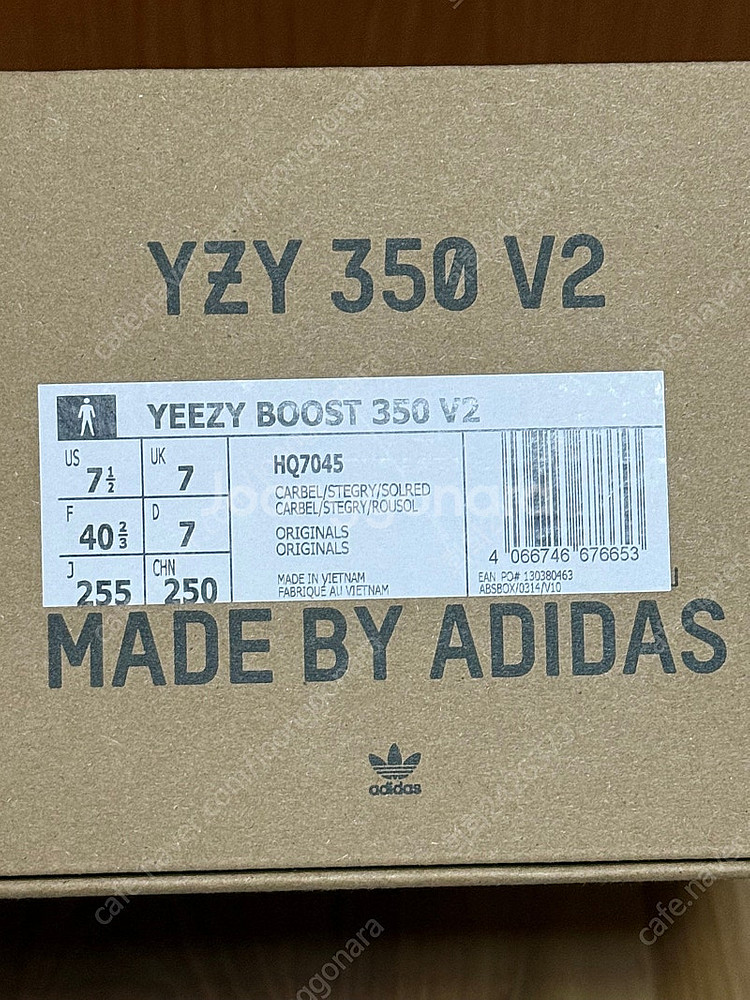 YZY 350 V2
YEEZY BOOST 350 V2
US 7½ UK 7
F 40⅔ D 7
J 255 CHN 250
HQ7045
CARBEL/STEGRY/SOLRED
CARBEL/STEGRY/ROUSOL
ORIGINALS
ORIGINALS
MADE IN VIETNAM
FABRIQUÉ AU VIETNAM
4 066746 676653
EAN PO# 130380463
ABSBOX/0314/V10
MADE BY ADIDAS
adidas
Joonggonara